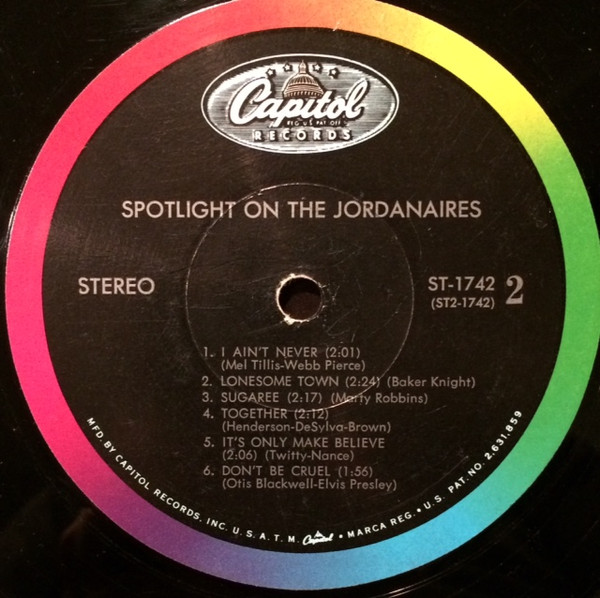 Capitol
REG. U.S. PAT. OFF.
RECORDS
SPOTLIGHT ON THE JORDANAIRES
STEREO
ST-1742 2
(ST2-1742)
1. I AIN'T NEVER (2:01)
(Mel Tillis-Webb Pierce)
2. LONESOME TOWN (2:24) (Baker Knight)
3. SUGAREE (2:17) (Marty Robbins)
4. TOGETHER (2:12)
(Henderson-DeSylva-Brown)
5. IT'S ONLY MAKE BELIEVE
(2:06) (Twitty-Nance)
6. DON'T BE CRUEL (1:56)
(Otis Blackwell-Elvis Presley)
MFD. BY CAPITOL RECORDS, INC. U.S.A. T.M. Capitol • MARCA REG. • U.S. PAT. NO. 2,631,859